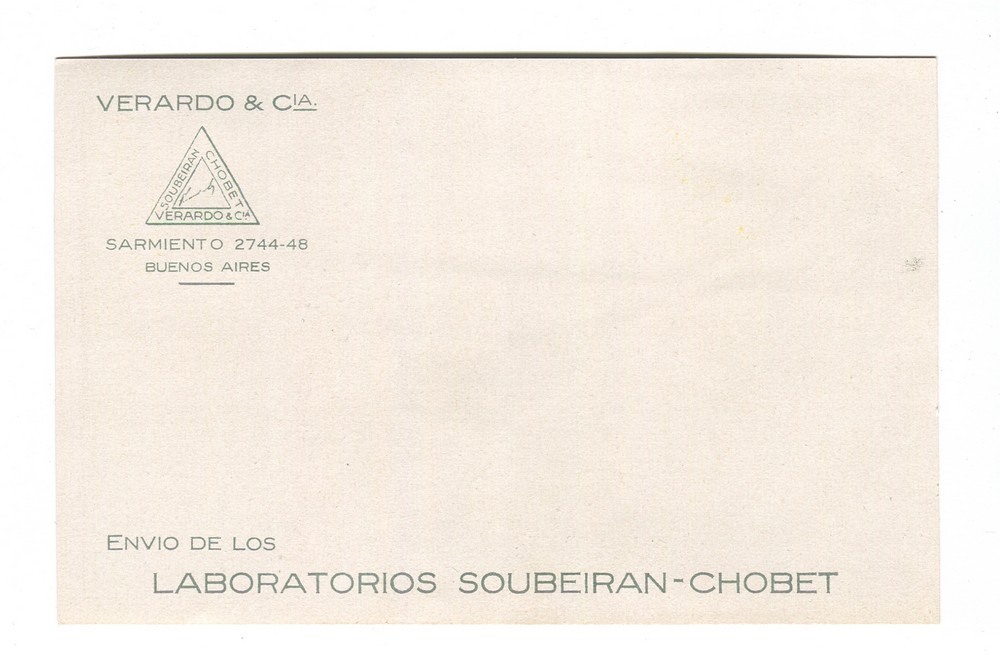 VERARDO & CIA.
SOUBEIRAN
CHOBET
VERARDO & CIA
SARMIENTO 2744-48
BUENOS AIRES
ENVIO DE LOS
LABORATORIOS SOUBEIRAN-CHOBET